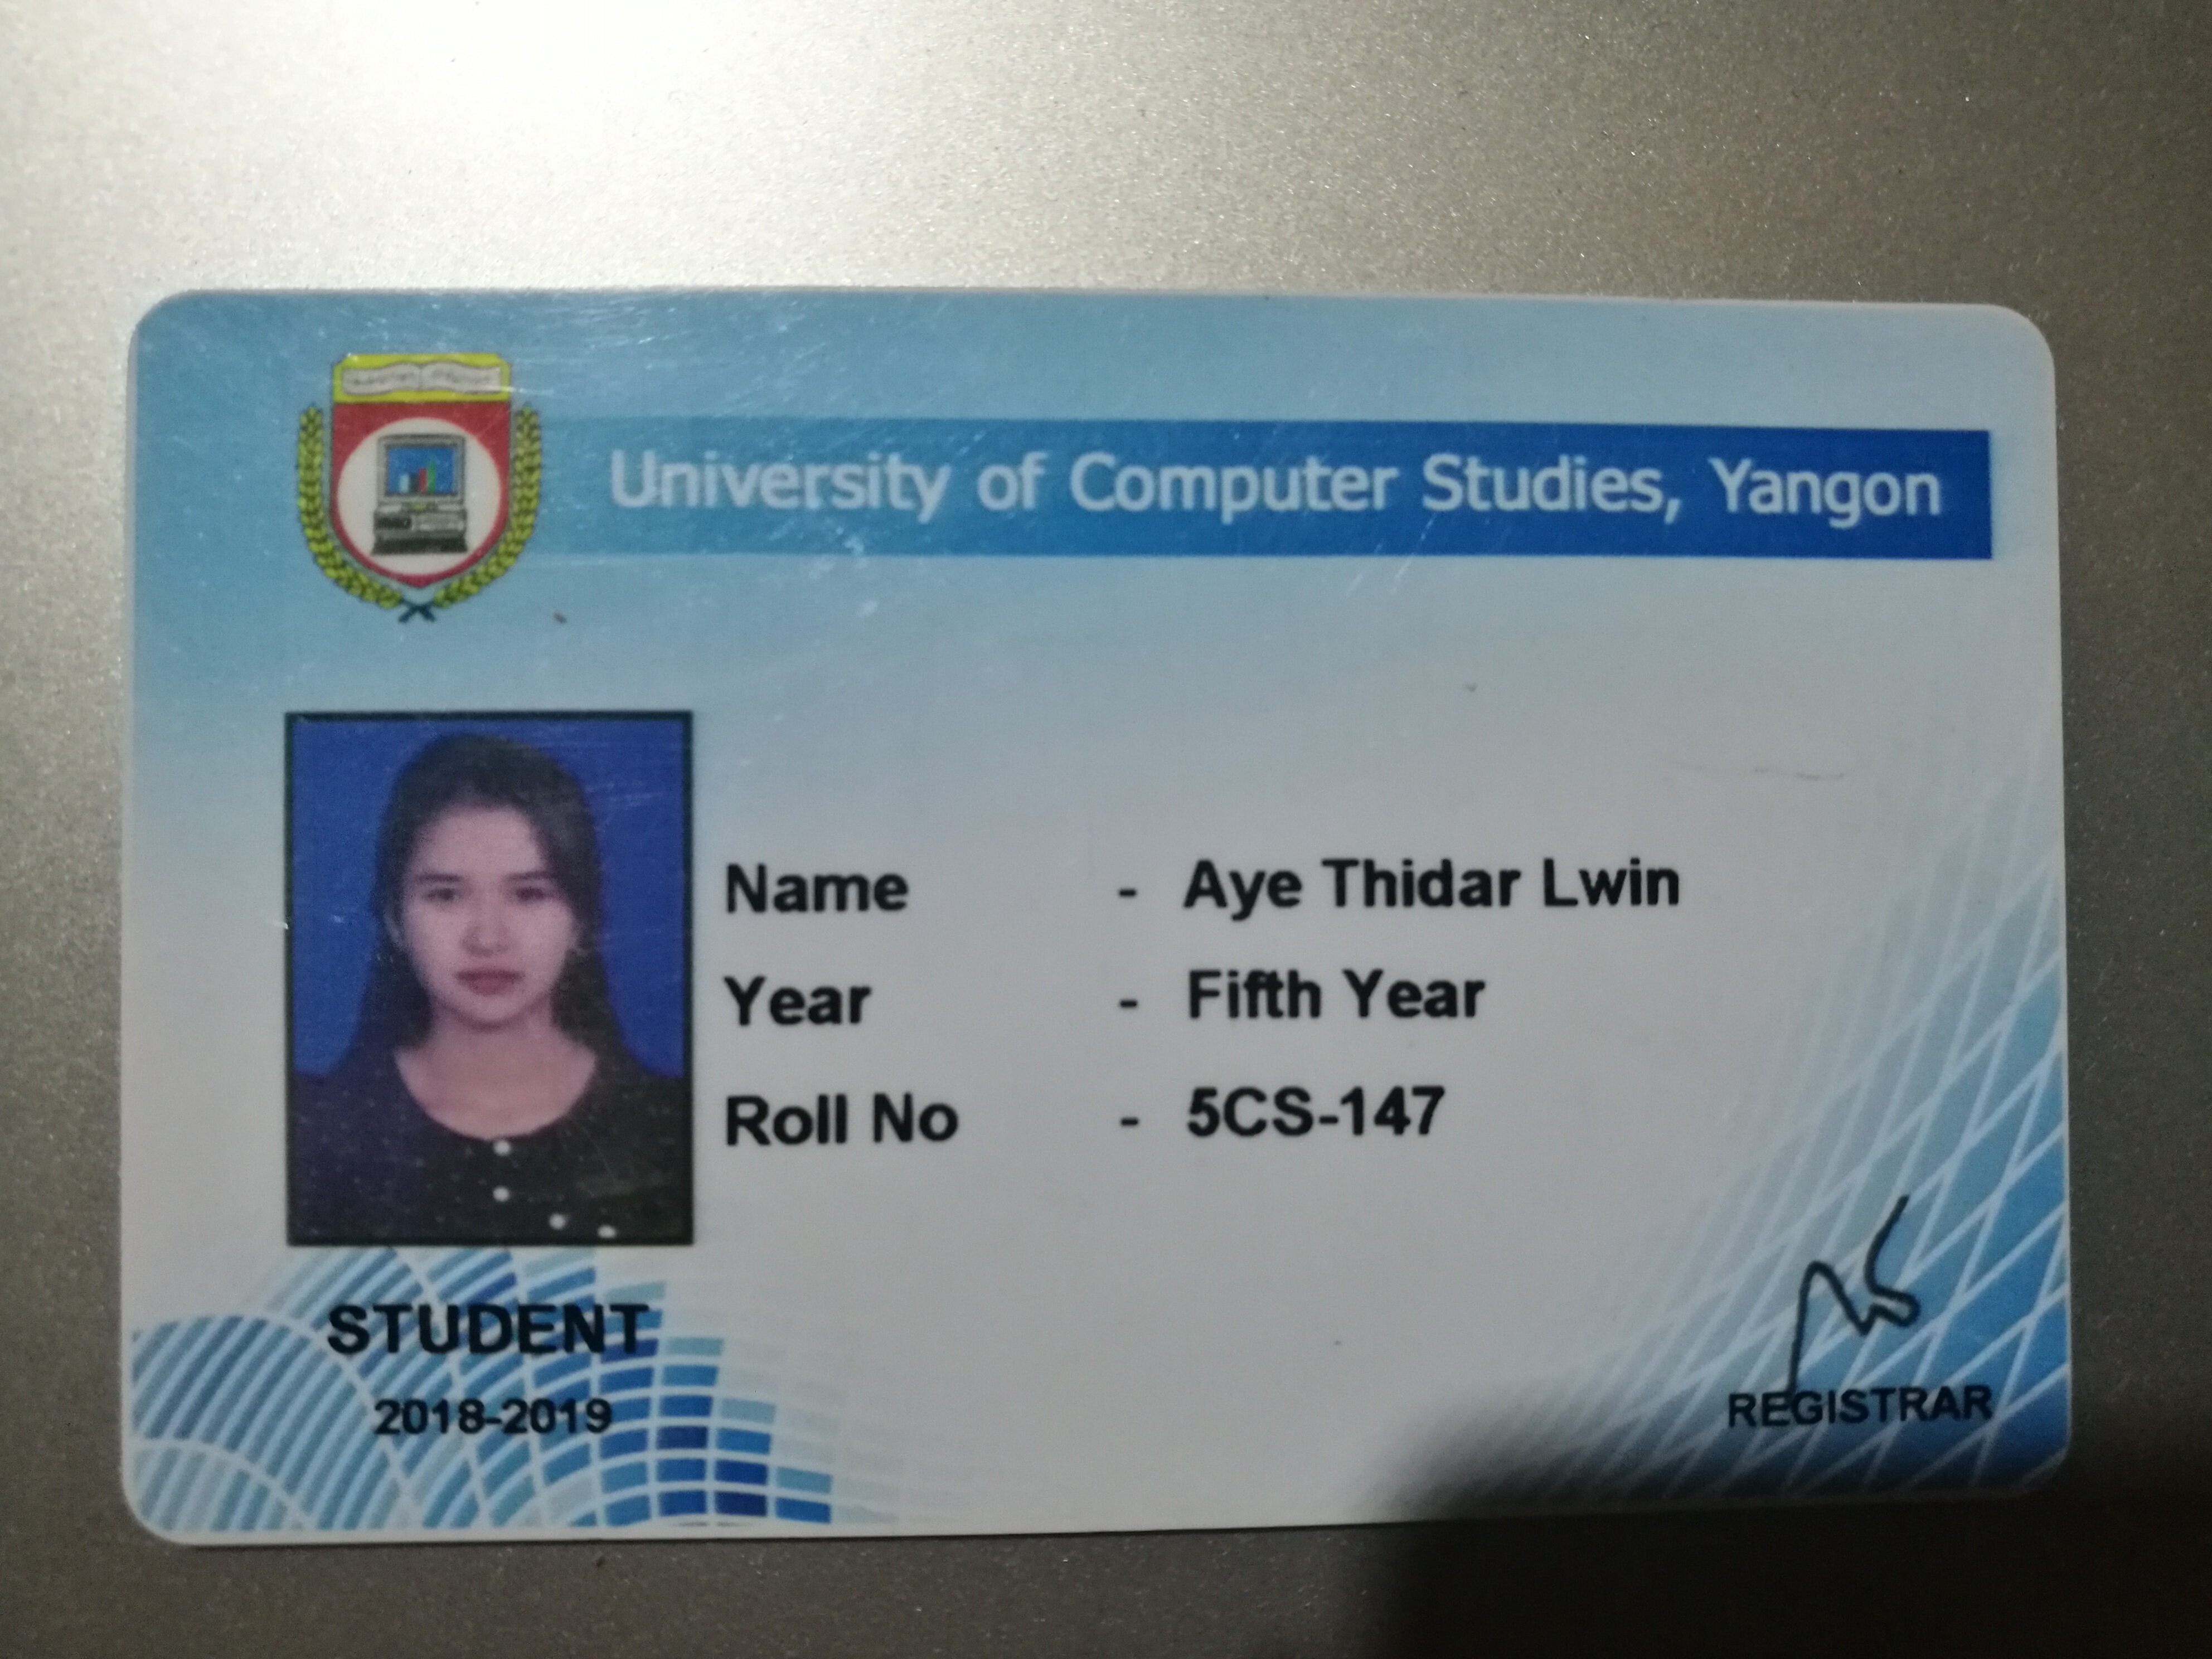 University of Computer Studies, Yangon
Name - Aye Thidar Lwin
Year - Fifth Year
Roll No - 5CS-147
STUDENT
2018-2019
REGISTRAR